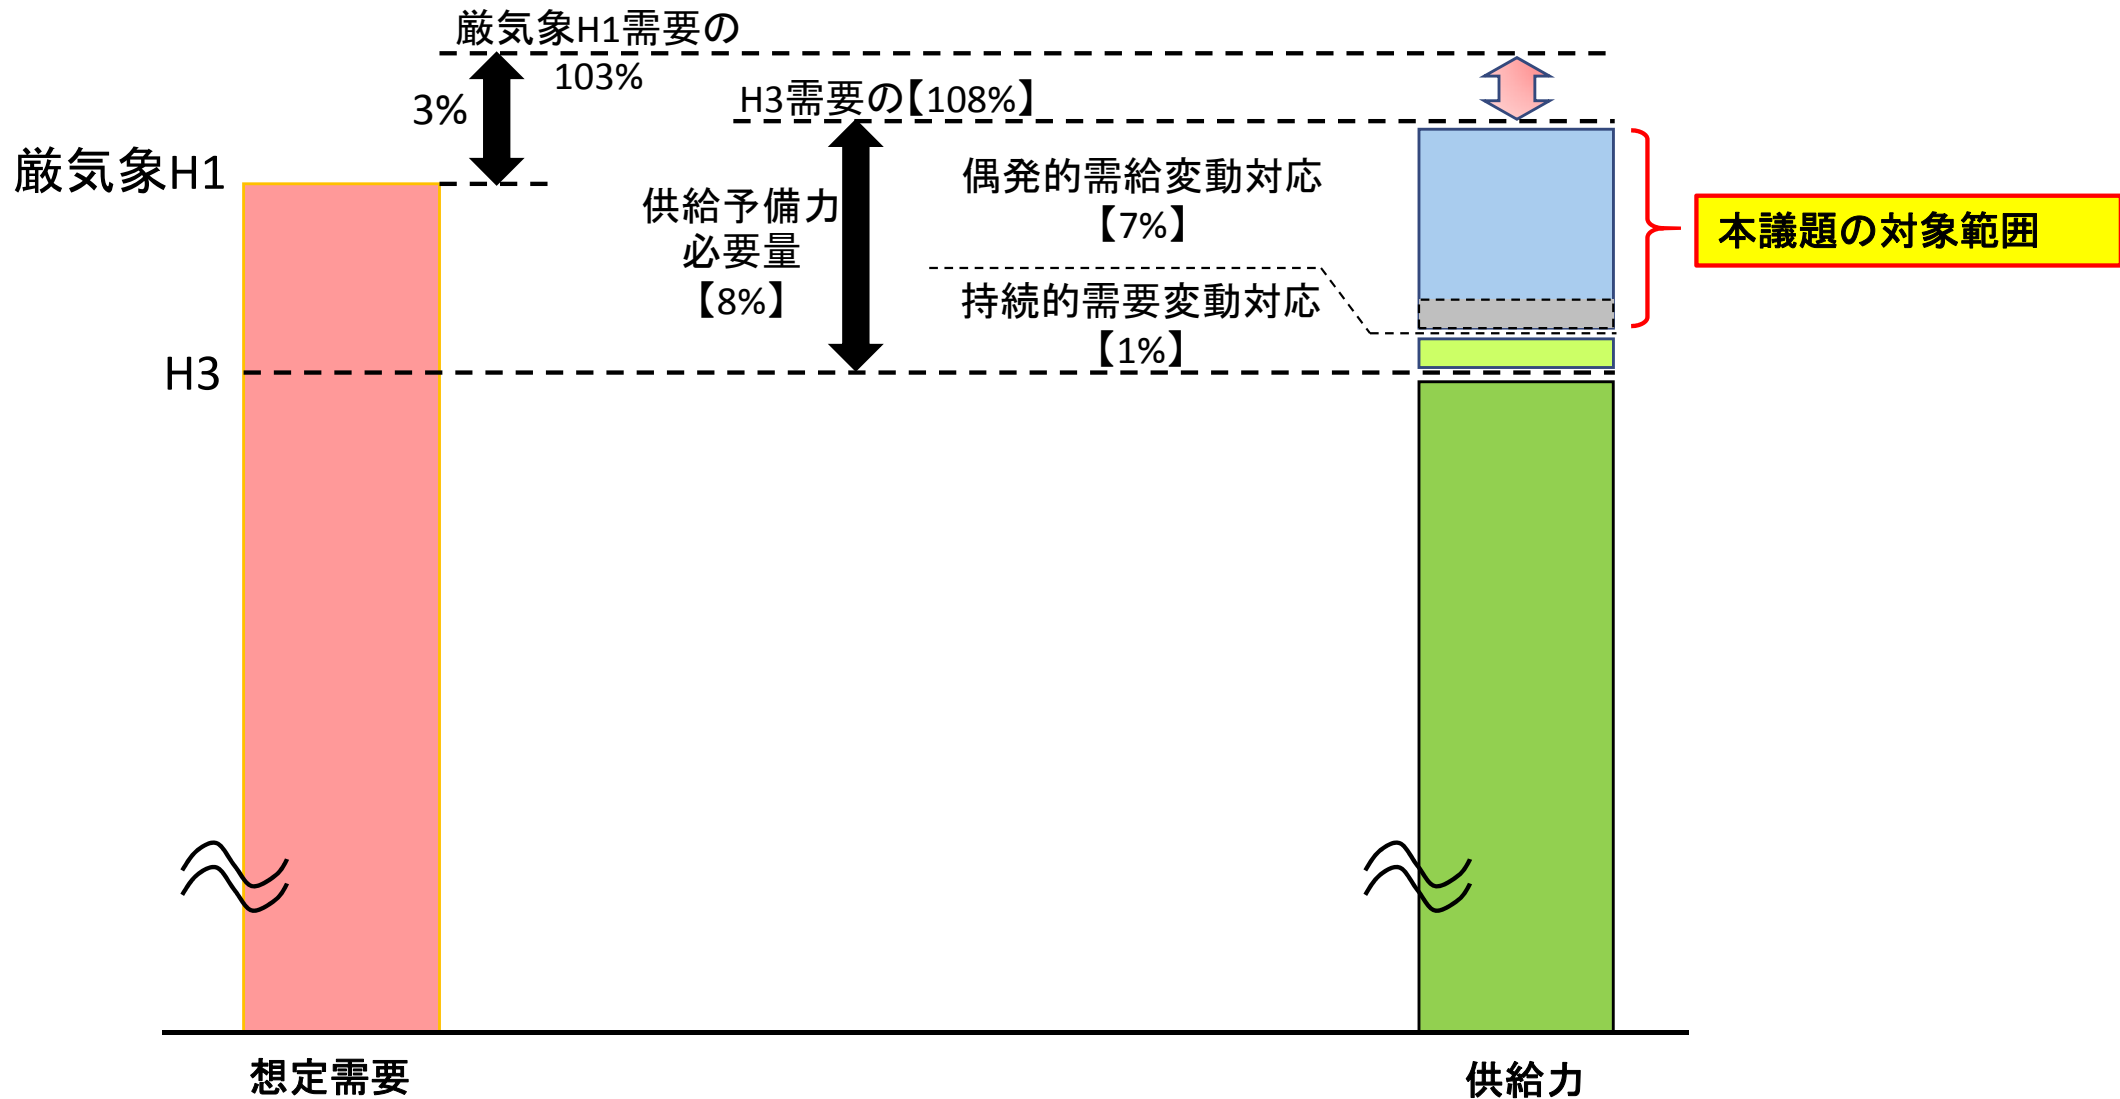 厳気象H1需要の
103%
3%
H3需要の【108%】
厳気象H1
供給予備力
必要量
【8%】
偶発的需給変動対応
【7%】
本議題の対象範囲
持続的需要変動対応
【1%】
H3
想定需要
供給力